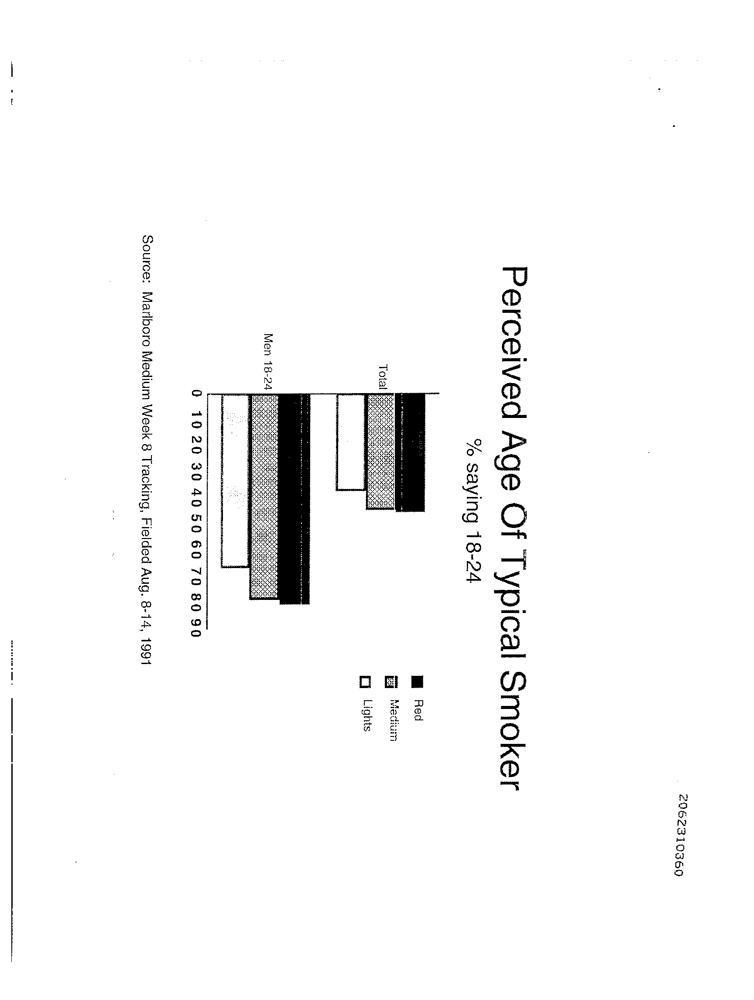 Perceived Age Of Typical Smoker
% saying 18-24
Total
Men 18-24
0 10 20 30 40 50 60 70 80 90
Red
Medium
Lights
Source: Marlboro Medium Week 8 Tracking, Fielded Aug. 8-14, 1991
2062310360